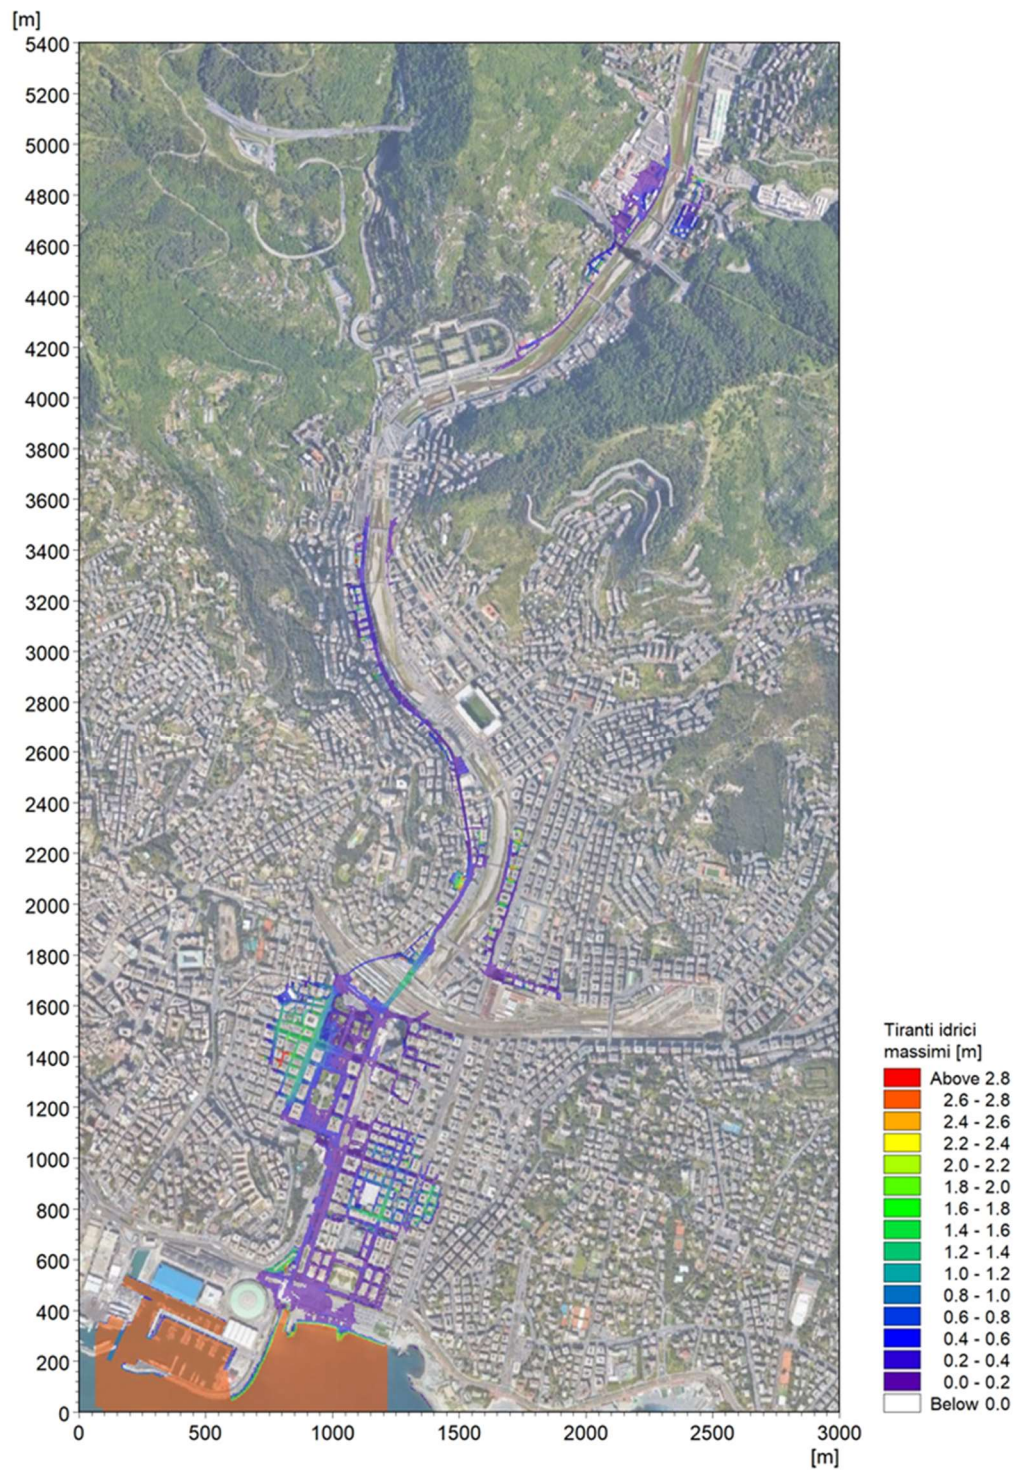 [m]
5400
5200
5000
4800
4600
4400
4200
4000
3800
3600
3400
3200
3000
2800
2600
2400
2200
2000
1800
1600
1400
1200
1000
800
600
400
200
0
0 500 1000 1500 2000 2500 3000
[m]
Tiranti idrici
massimi [m]
Above 2.8
2.6 - 2.8
2.4 - 2.6
2.2 - 2.4
2.0 - 2.2
1.8 - 2.0
1.6 - 1.8
1.4 - 1.6
1.2 - 1.4
1.0 - 1.2
0.8 - 1.0
0.6 - 0.8
0.4 - 0.6
0.2 - 0.4
0.0 - 0.2
Below 0.0